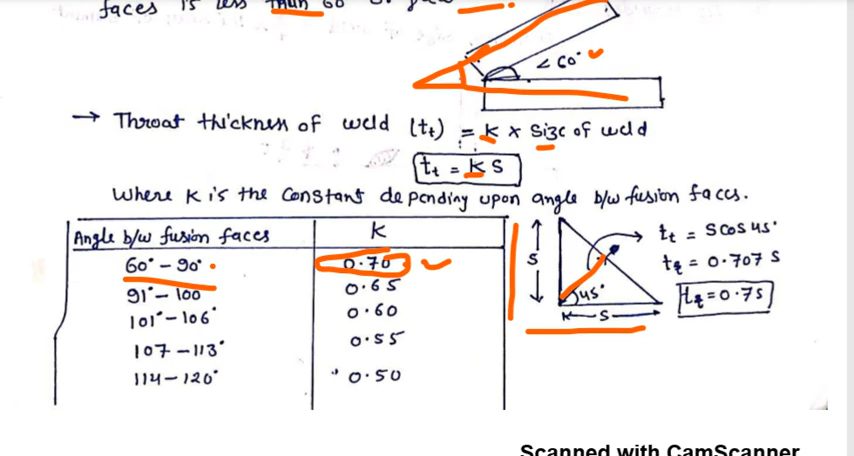 faces is less than 60° or
∠60°
→ Throat thickness of weld (tt) = k x size of weld
tt = KS
Where K is the constant depending upon angle b/w fusion faces.
Angle b/w fusion faces K
60° - 90° 0.70
91° - 100 0.65
101° - 106° 0.60
107 - 113° 0.55
114 - 120° 0.50
S
45°
S
tt = S cos 45°
tt = 0.707 S
tt = 0.7S
Scanned with CamScanner